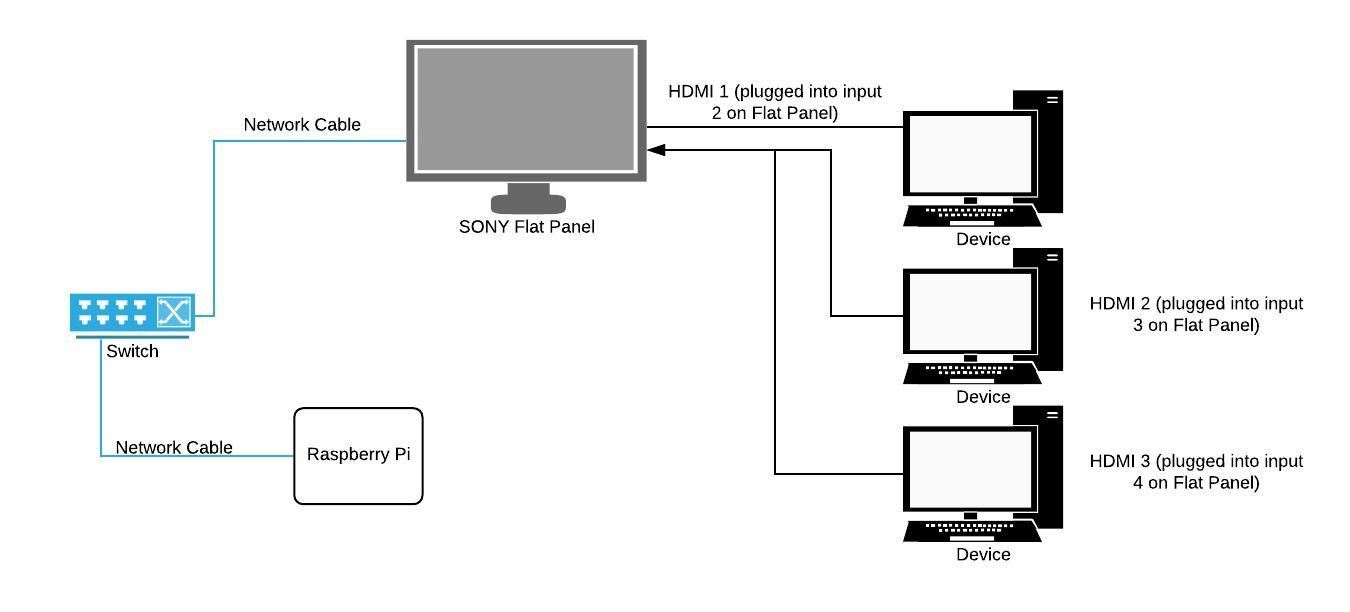 HDMI 1 (plugged into input
2 on Flat Panel)
Network Cable
SONY Flat Panel
Device
HDMI 2 (plugged into input
3 on Flat Panel)
Switch
Device
Network Cable
Raspberry Pi
HDMI 3 (plugged into input
4 on Flat Panel)
Device